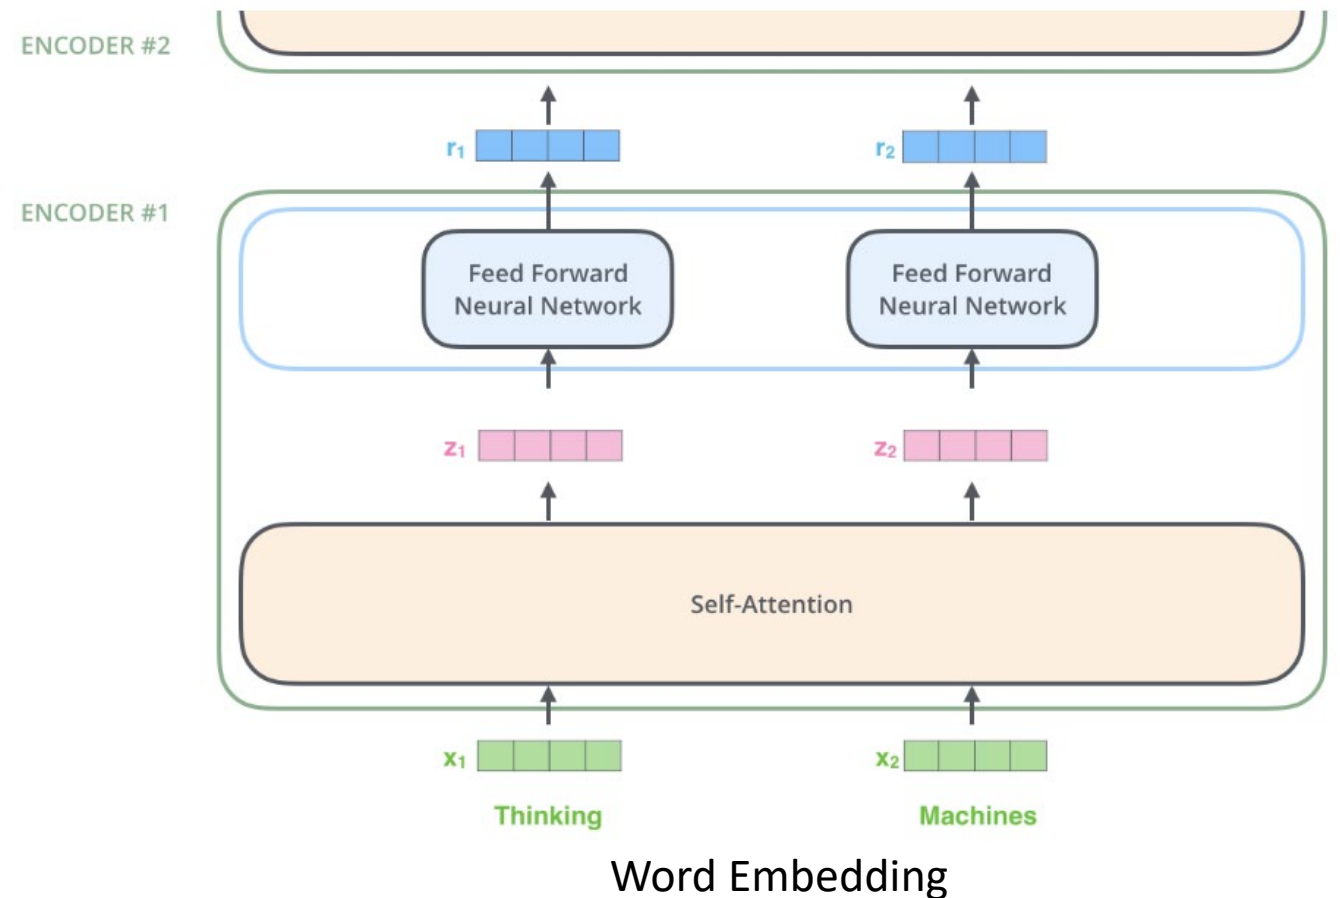 ENCODER #2
r₁
r₂
ENCODER #1
Feed Forward
Neural Network
Feed Forward
Neural Network
z₁
z₂
Self-Attention
x₁
x₂
Thinking
Machines
Word Embedding